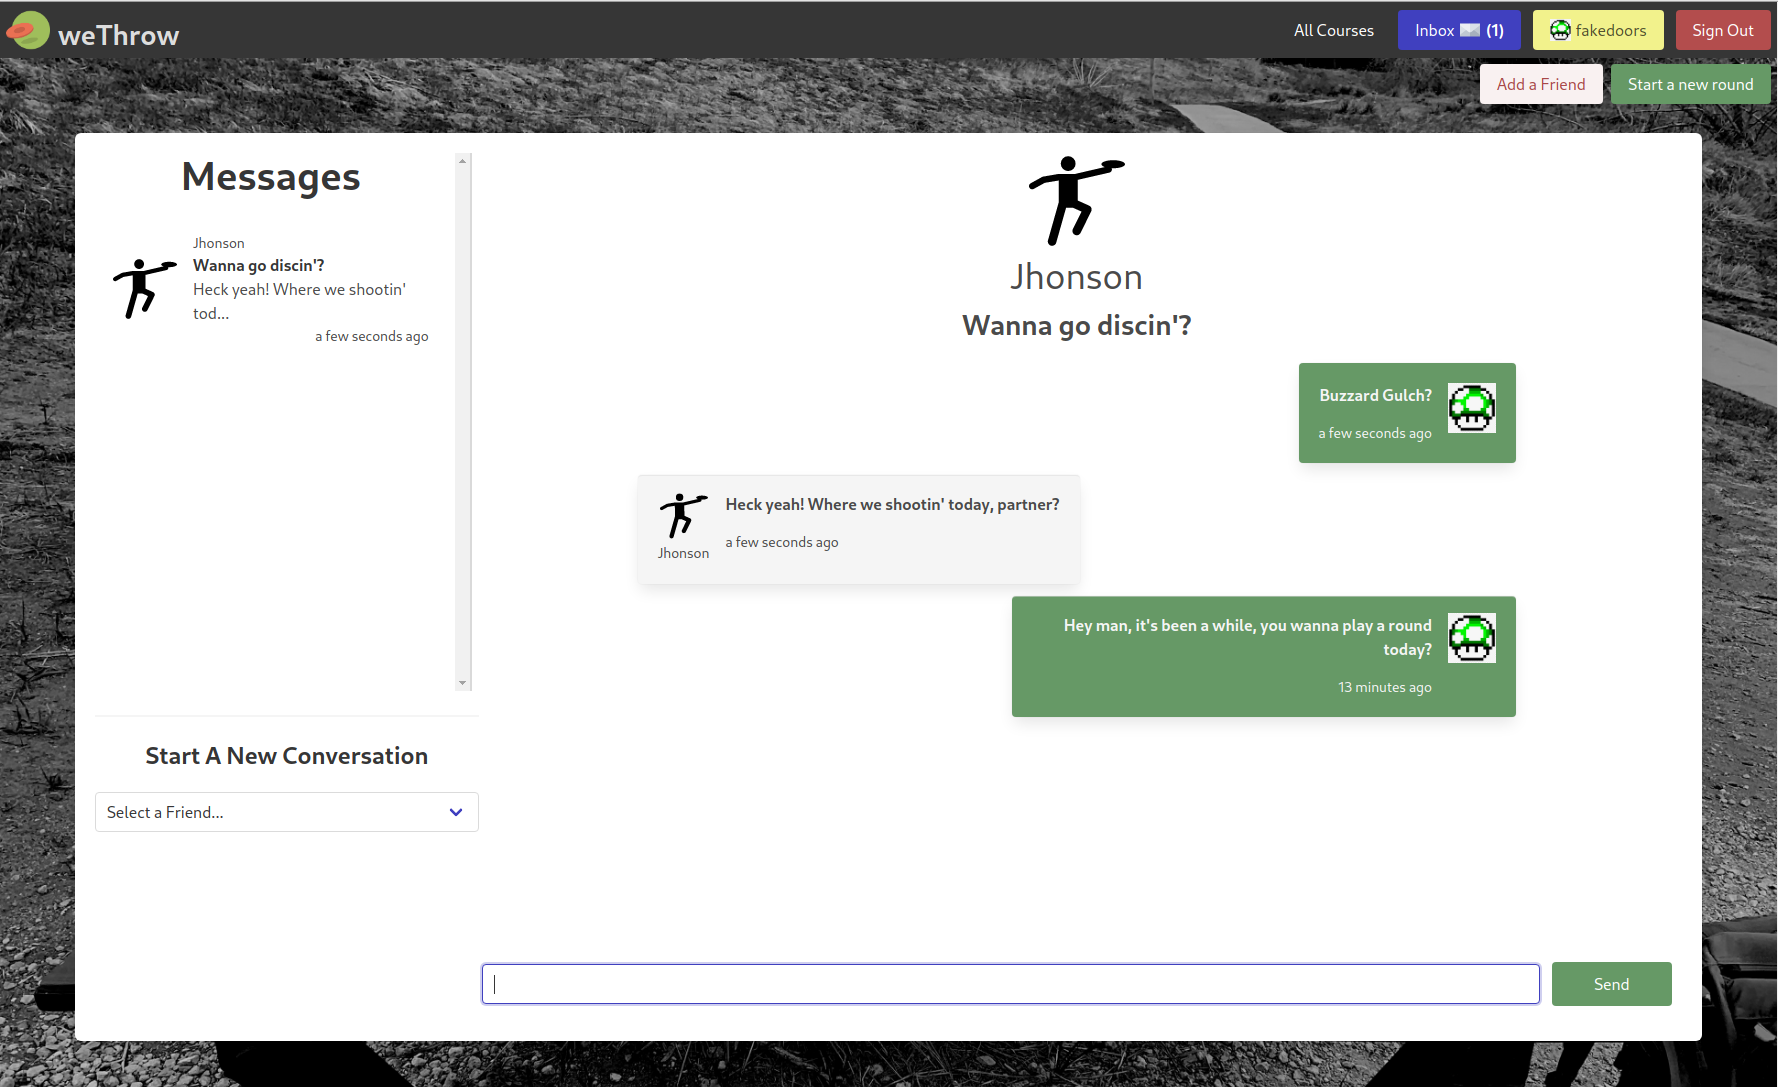 weThrow
All Courses
Inbox (1)
fakedoors
Sign Out
Add a Friend
Start a new round
Messages
Jhonson
Wanna go discin'?
Heck yeah! Where we shootin'
tod...
a few seconds ago
Start A New Conversation
Select a Friend...
Jhonson
Wanna go discin'?
Buzzard Gulch?
a few seconds ago
Heck yeah! Where we shootin' today, partner?
a few seconds ago
Jhonson
Hey man, it's been a while, you wanna play a round
today?
13 minutes ago
Send